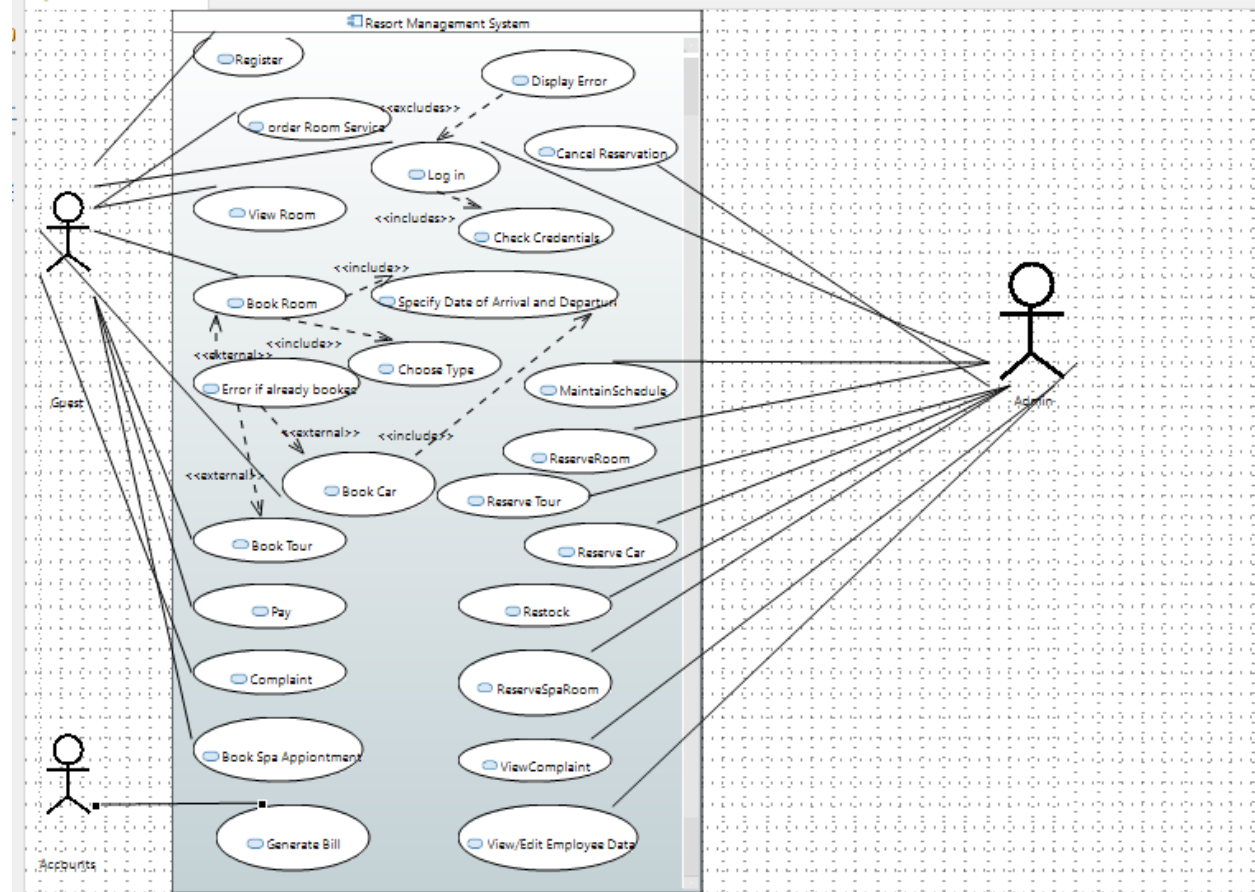 Resort Management System
Register
Display Error
<<excludes>>
order Room Service
Cancel Reservation
Log in
View Room
<<includes>>
Check Credentials
<<include>>
Book Room
Specify Date of Arrival and Departuri
<<include>>
<<external>>
Choose Type
Error if already booked
MaintainSchedule
Guest
Admin
<<external>>
<<include>>
ReserveRoom
<<external>>
Book Car
Reserve Tour
Book Tour
Reserve Car
Pay
Restock
Complaint
ReserveSpaRoom
Book Spa Appiontment
ViewComplaint
Generate Bill
View/Edit Employee Data
Accounts